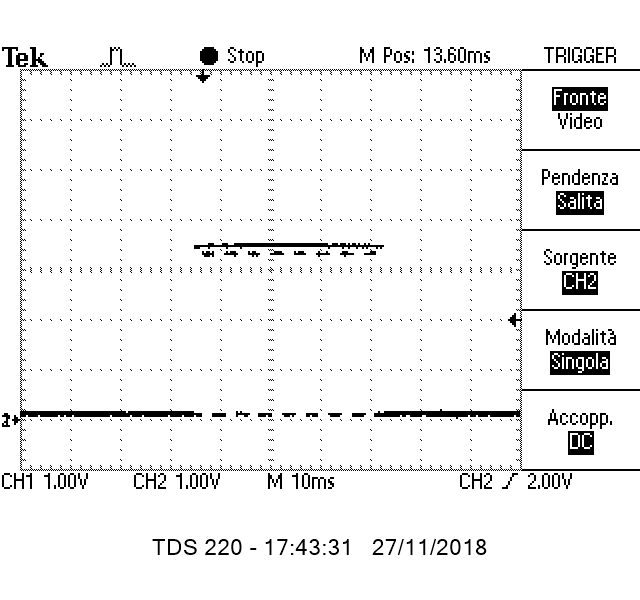 Tek Stop M Pos: 13.60ms TRIGGER
Fronte
Video
Pendenza
Salita
Sorgente
CH2
Modalità
Singola
Accopp.
DC
2
CH1 1.00V CH2 1.00V M 10ms CH2 2.00V
TDS 220 - 17:43:31 27/11/2018